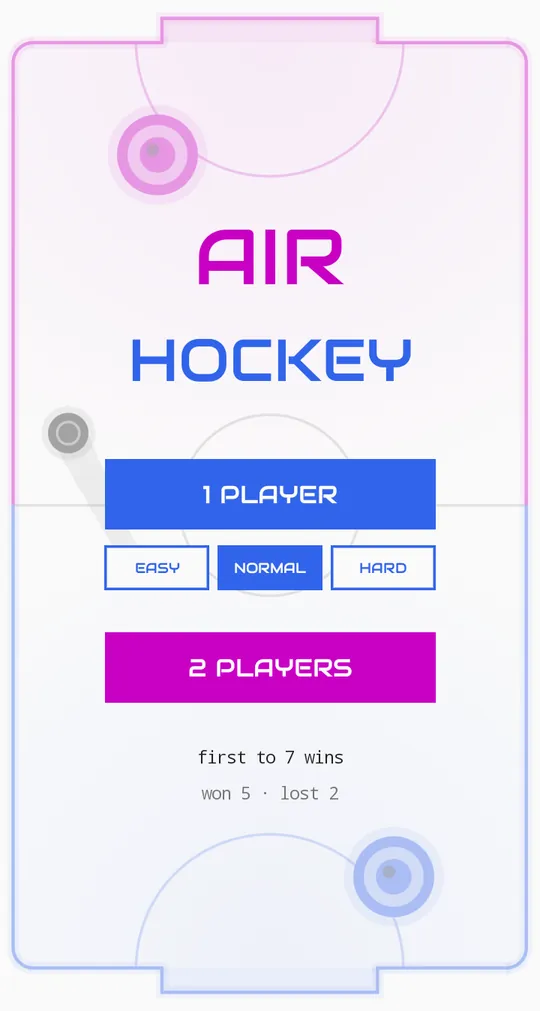 AIR
HOCKEY
1 PLAYER
EASY NORMAL HARD
2 PLAYERS
first to 7 wins
won 5 · lost 2